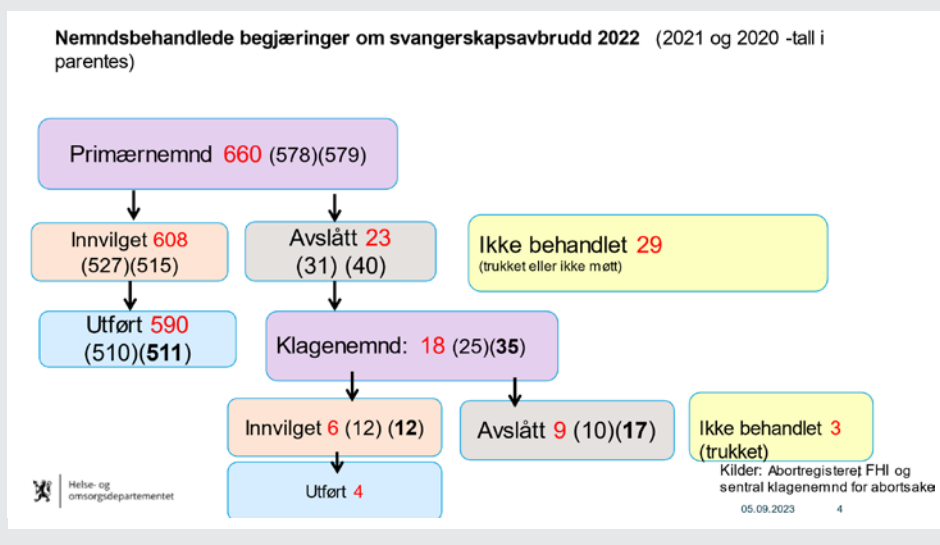 Nemndsbehandlede begjæringer om svangerskapsavbrudd 2022 (2021 og 2020 -tall i
parentes)
Primærnemnd 660 (578)(579)
Innvilget 608
(527)(515)
Avslått 23
(31) (40)
Ikke behandlet 29
(trukket eller ikke møtt)
Utført 590
(510)(511)
Klagenemnd: 18 (25)(35)
Innvilget 6 (12) (12)
Avslått 9 (10)(17)
Ikke behandlet 3
(trukket)
Utført 4
Kilder: Abortregisteret, FHI og
sentral klagenemnd for abortsake
Helse- og
omsorgsdepartementet
05.09.2023 4